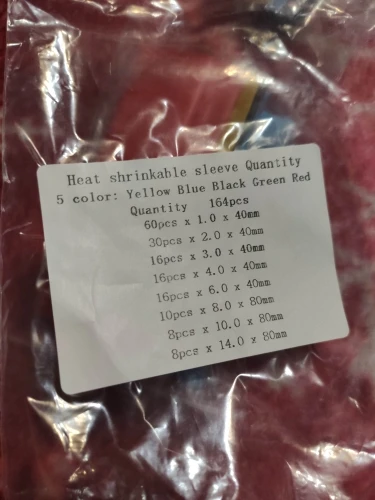 Heat shrinkable sleeve Quantity
5 color: Yellow Blue Black Green Red
Quantity 164pcs
60pcs x 1.0 x 40mm
30pcs x 2.0 x 40mm
16pcs x 3.0 x 40mm
16pcs x 4.0 x 40mm
16pcs x 6.0 x 40mm
10pcs x 8.0 x 80mm
8pcs x 10.0 x 80mm
8pcs x 14.0 x 80mm